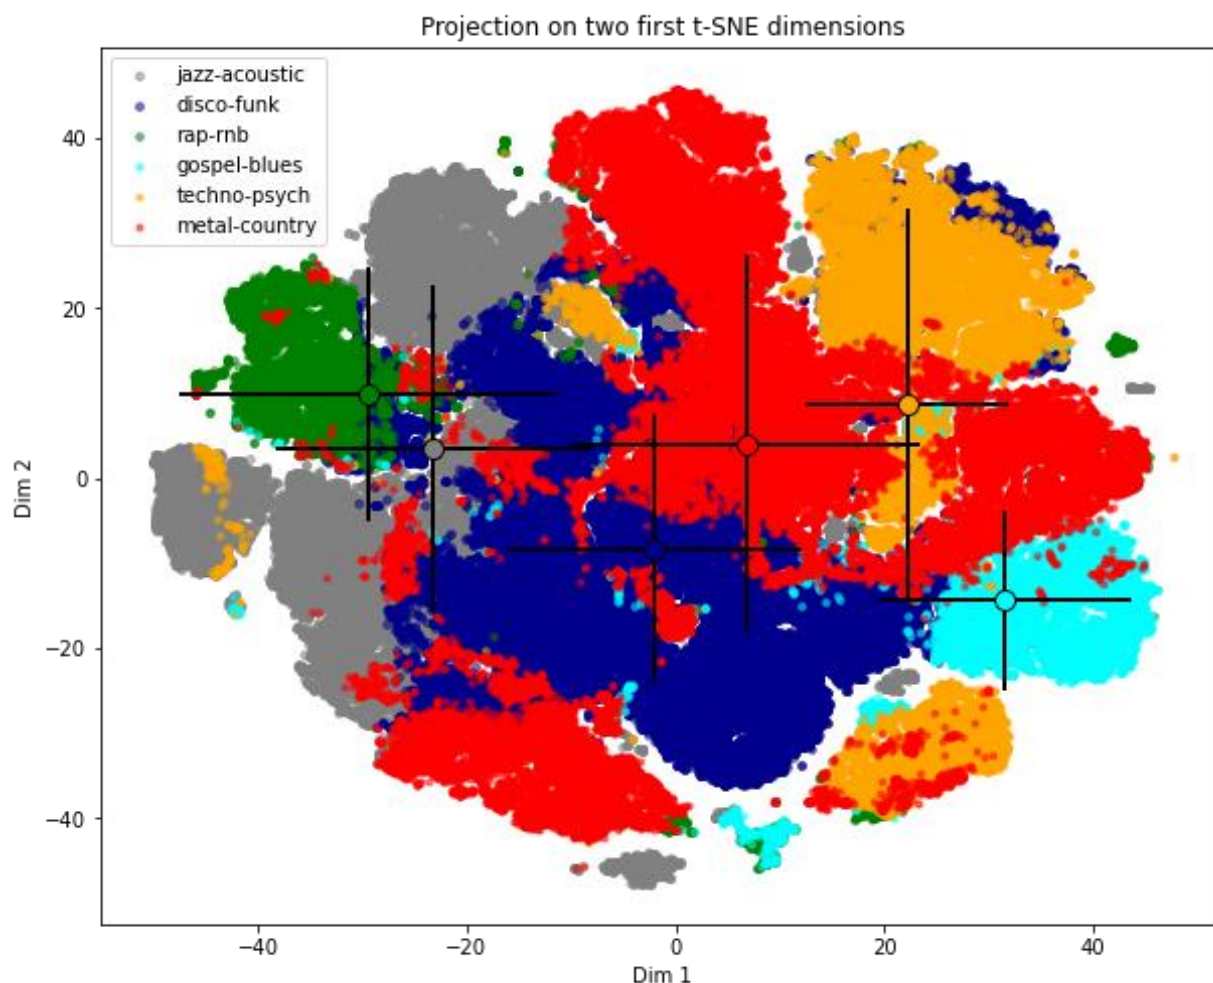 Projection on two first t-SNE dimensions
jazz-acoustic
disco-funk
rap-rnb
gospel-blues
techno-psych
metal-country
40
20
0
−20
−40
Dim 2
−40
−20
0
20
40
Dim 1